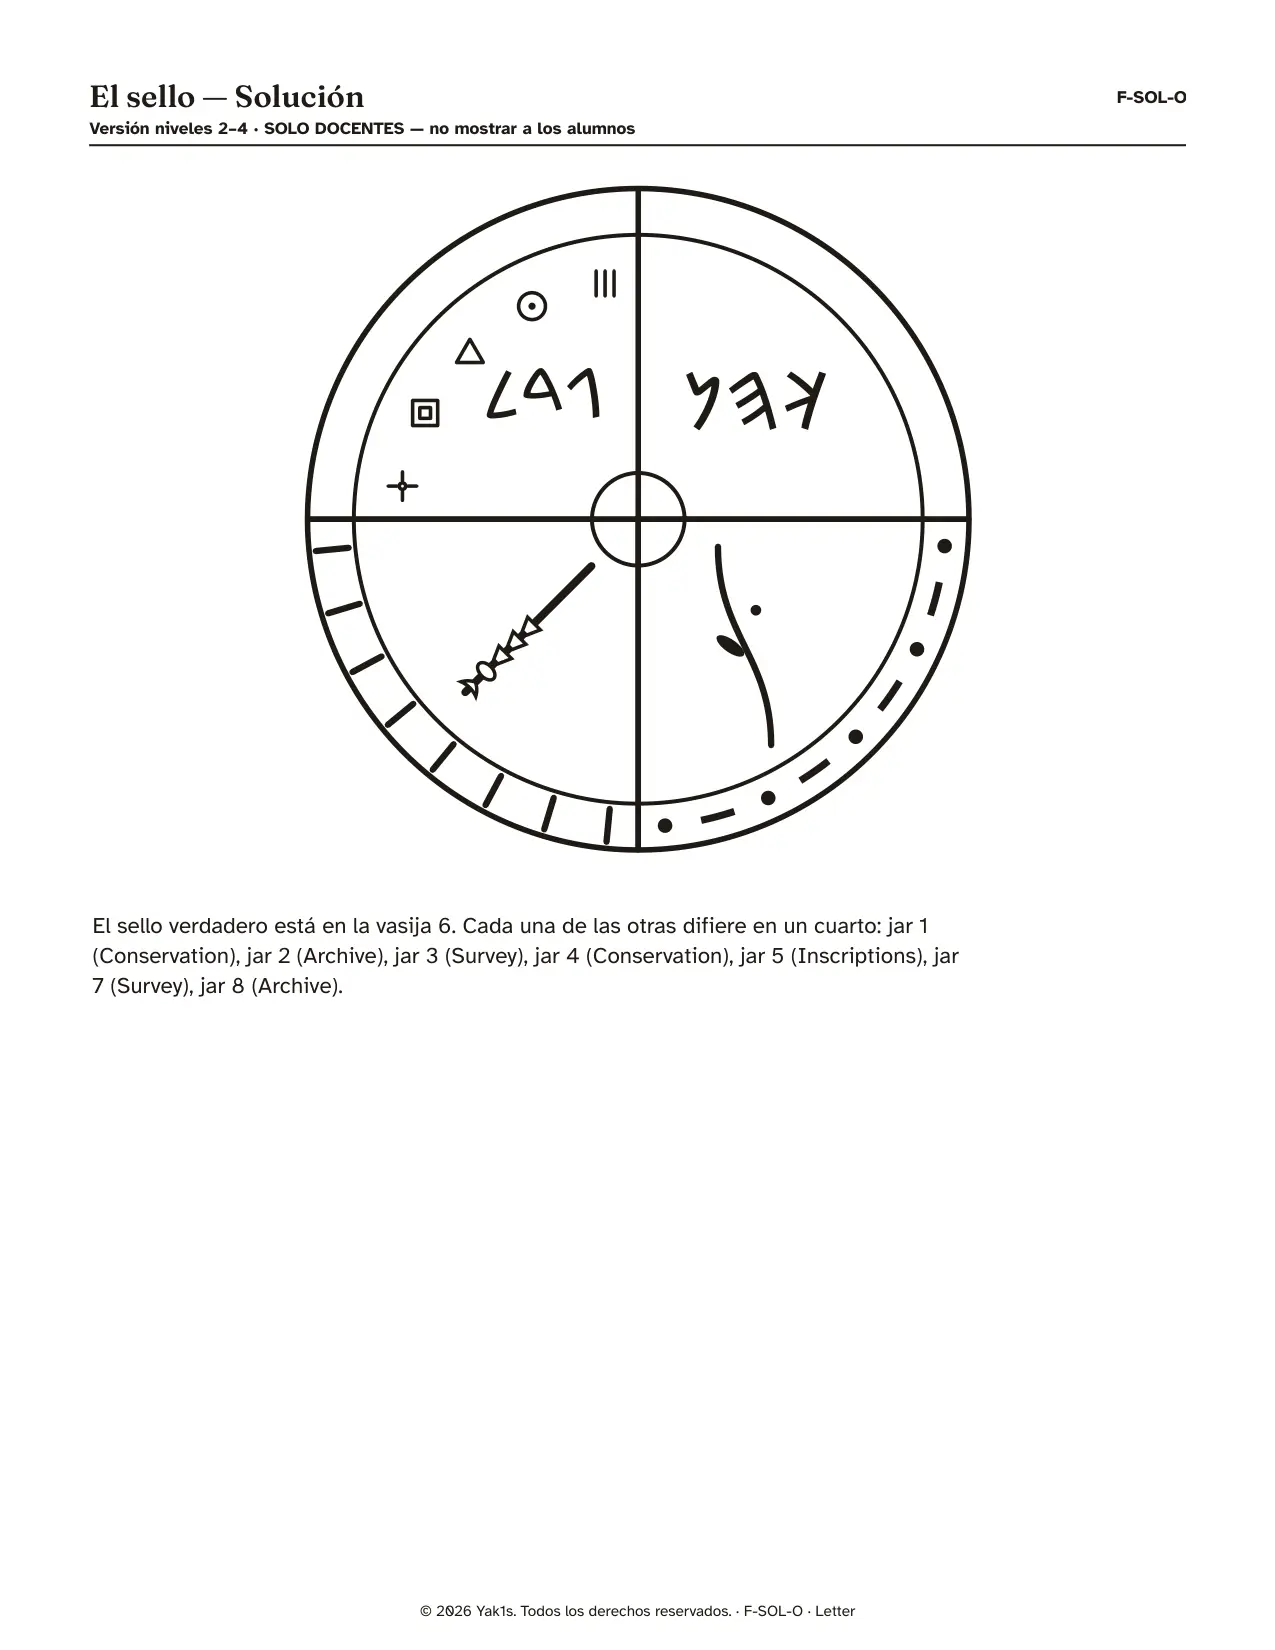 El sello — Solución
F-SOL-O
Versión niveles 2–4 · SOLO DOCENTES — no mostrar a los alumnos
El sello verdadero está en la vasija 6. Cada una de las otras difiere en un cuarto: jar 1
(Conservation), jar 2 (Archive), jar 3 (Survey), jar 4 (Conservation), jar 5 (Inscriptions), jar
7 (Survey), jar 8 (Archive).
© 2026 Yak1s. Todos los derechos reservados. · F-SOL-O · Letter